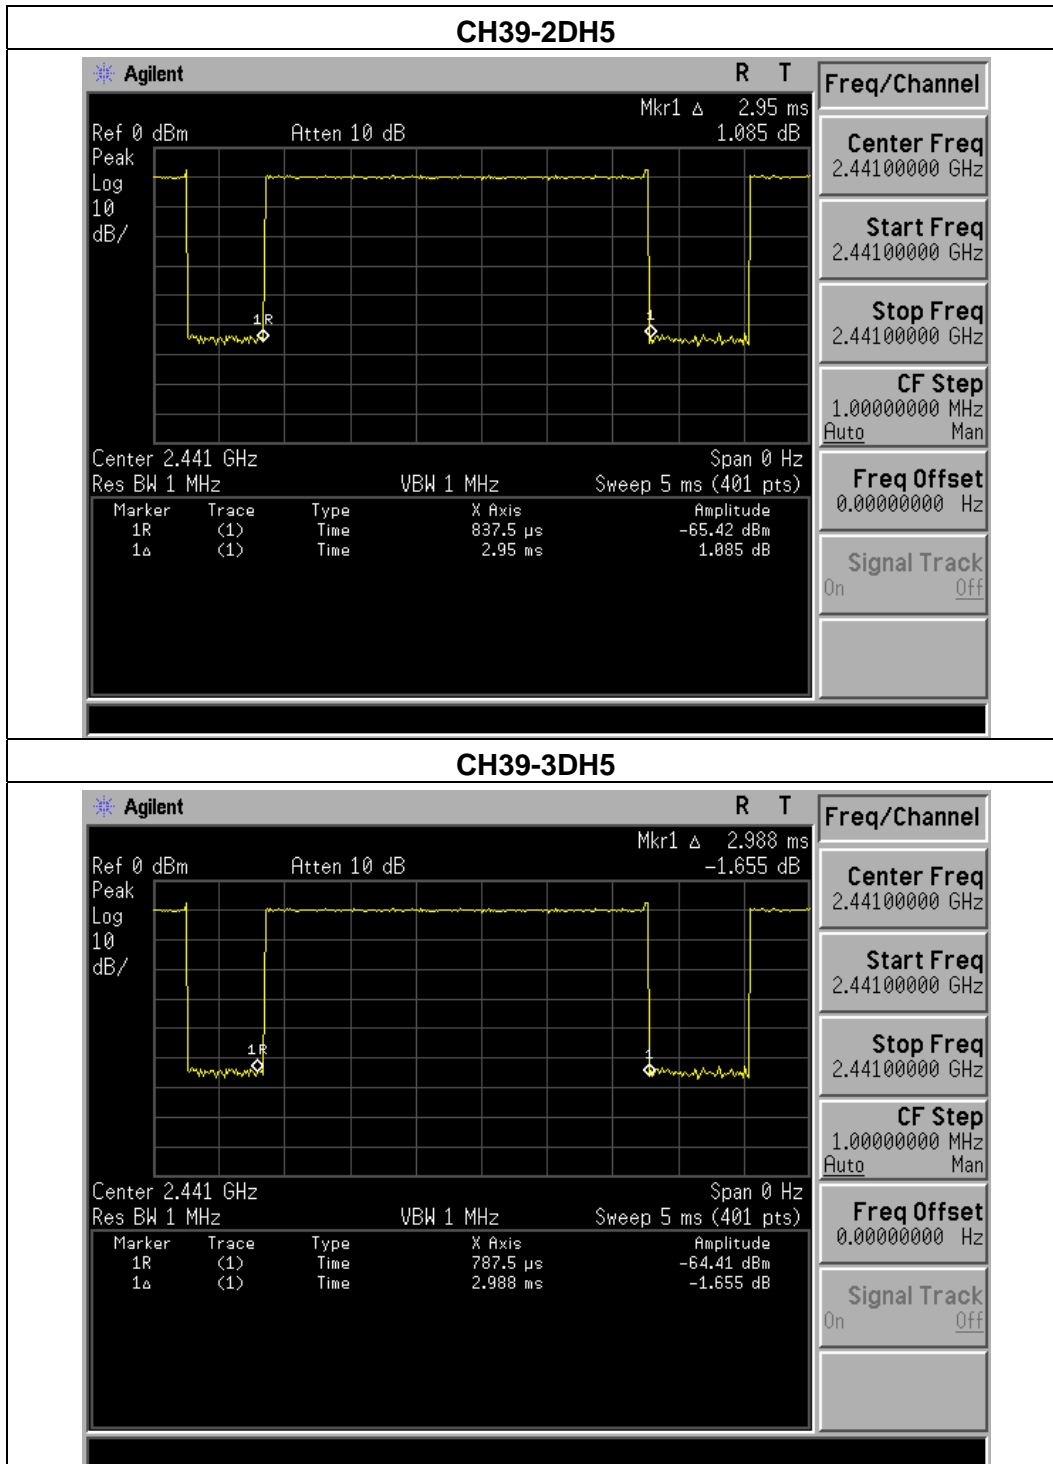 CH39-2DH5
Agilent R T
Freq/Channel
Mkr1 Δ 2.95 ms
Ref 0 dBm Atten 10 dB 1.085 dB
Peak
Log
10
dB/
1R
1
Center 2.441 GHz Span 0 Hz
Res BW 1 MHz VBW 1 MHz Sweep 5 ms (401 pts)
Marker Trace Type X Axis Amplitude
1R (1) Time 837.5 µs -65.42 dBm
1Δ (1) Time 2.95 ms 1.085 dB
Center Freq
2.44100000 GHz
Start Freq
2.44100000 GHz
Stop Freq
2.44100000 GHz
CF Step
1.00000000 MHz
Auto Man
Freq Offset
0.00000000 Hz
Signal Track
On Off
CH39-3DH5
Agilent R T
Freq/Channel
Mkr1 Δ 2.988 ms
Ref 0 dBm Atten 10 dB -1.655 dB
Peak
Log
10
dB/
1R
1
Center 2.441 GHz Span 0 Hz
Res BW 1 MHz VBW 1 MHz Sweep 5 ms (401 pts)
Marker Trace Type X Axis Amplitude
1R (1) Time 787.5 µs -64.41 dBm
1Δ (1) Time 2.988 ms -1.655 dB
Center Freq
2.44100000 GHz
Start Freq
2.44100000 GHz
Stop Freq
2.44100000 GHz
CF Step
1.00000000 MHz
Auto Man
Freq Offset
0.00000000 Hz
Signal Track
On Off